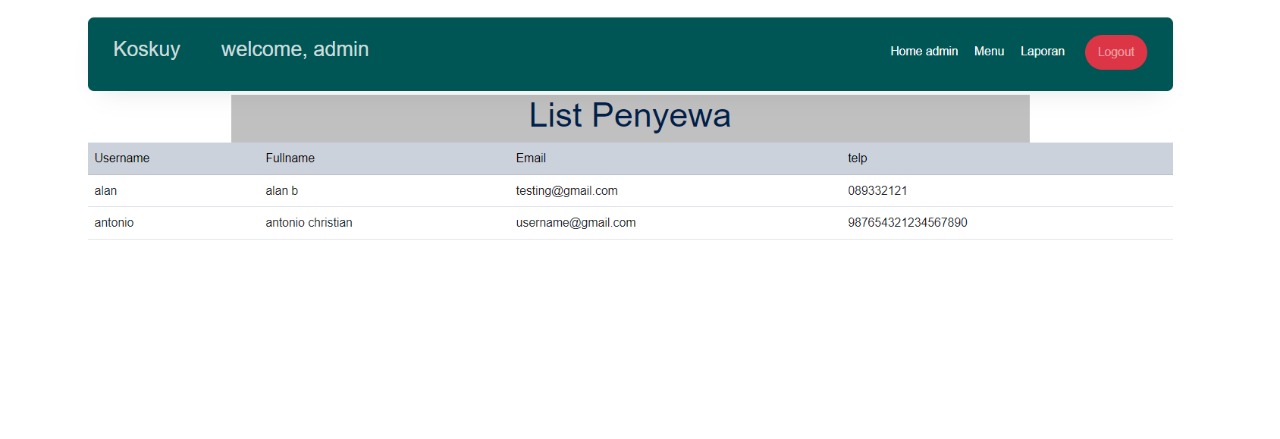 Koskuy welcome, admin Home admin Menu Laporan Logout
List Penyewa
Username Fullname Email telp
alan alan b testing@gmail.com 089332121
antonio antonio christian username@gmail.com 987654321234567890